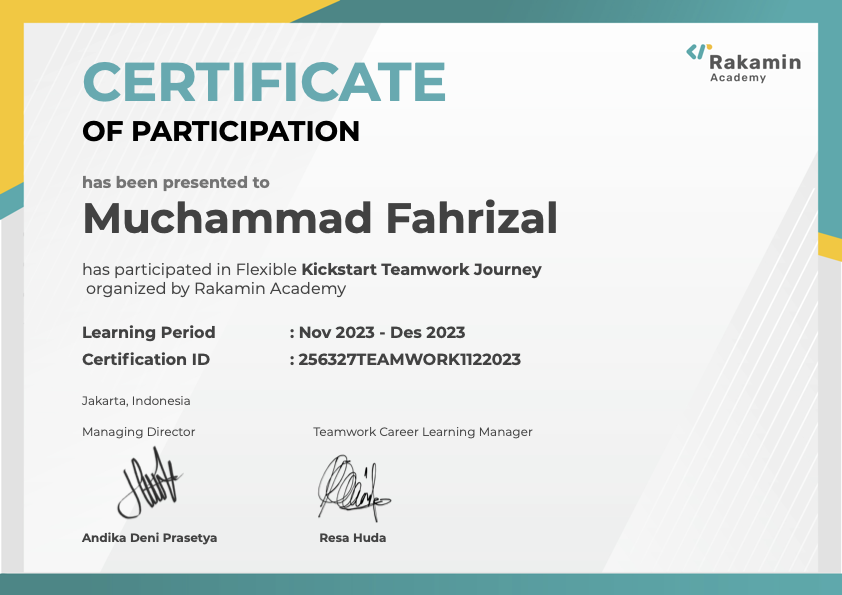 Rakamin
Academy
CERTIFICATE
OF PARTICIPATION
has been presented to
Muchammad Fahrizal
has participated in Flexible Kickstart Teamwork Journey
organized by Rakamin Academy
Learning Period : Nov 2023 - Des 2023
Certification ID : 256327TEAMWORK1122023
Jakarta, Indonesia
Managing Director Teamwork Career Learning Manager
Andika Deni Prasetya Resa Huda